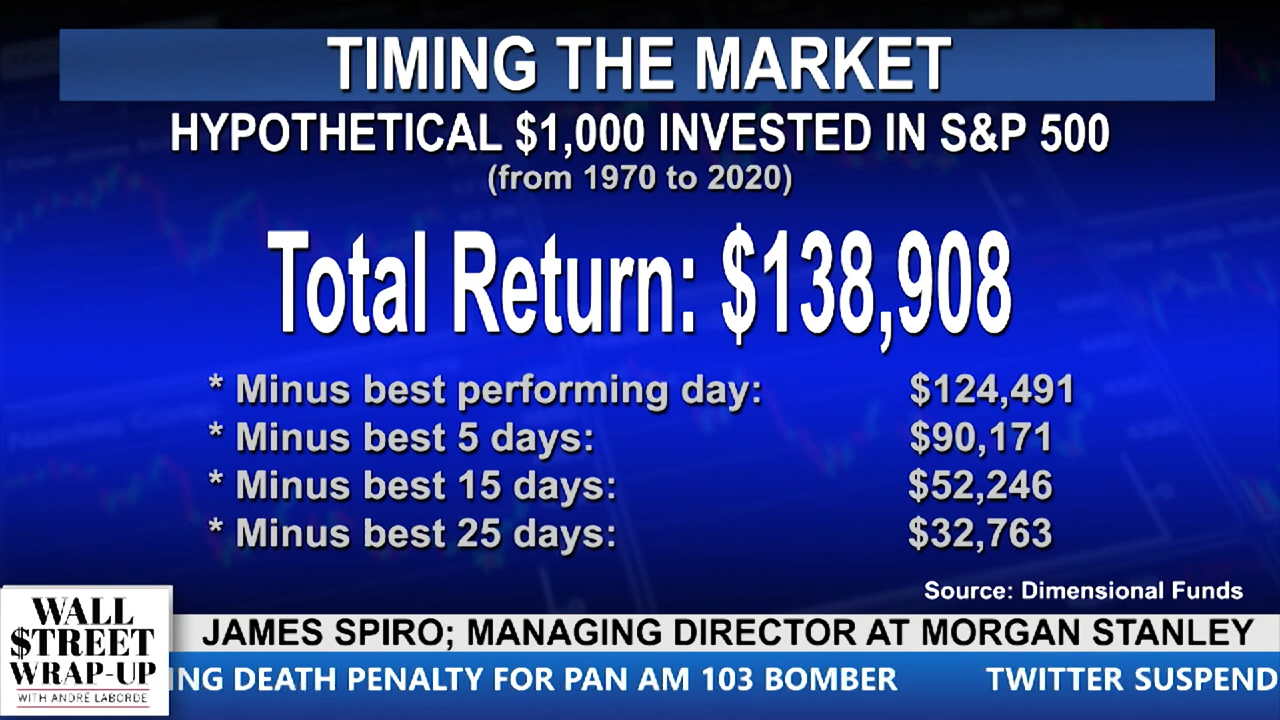 TIMING THE MARKET
HYPOTHETICAL $1,000 INVESTED IN S&P 500
(from 1970 to 2020)
Total Return: $138,908
* Minus best performing day: $124,491
* Minus best 5 days: $90,171
* Minus best 15 days: $52,246
* Minus best 25 days: $32,763
Source: Dimensional Funds
WALL
$TREET
WRAP-UP
WITH ANDRÉ LABORDE
JAMES SPIRO; MANAGING DIRECTOR AT MORGAN STANLEY
NG DEATH PENALTY FOR PAN AM 103 BOMBER TWITTER SUSPEND